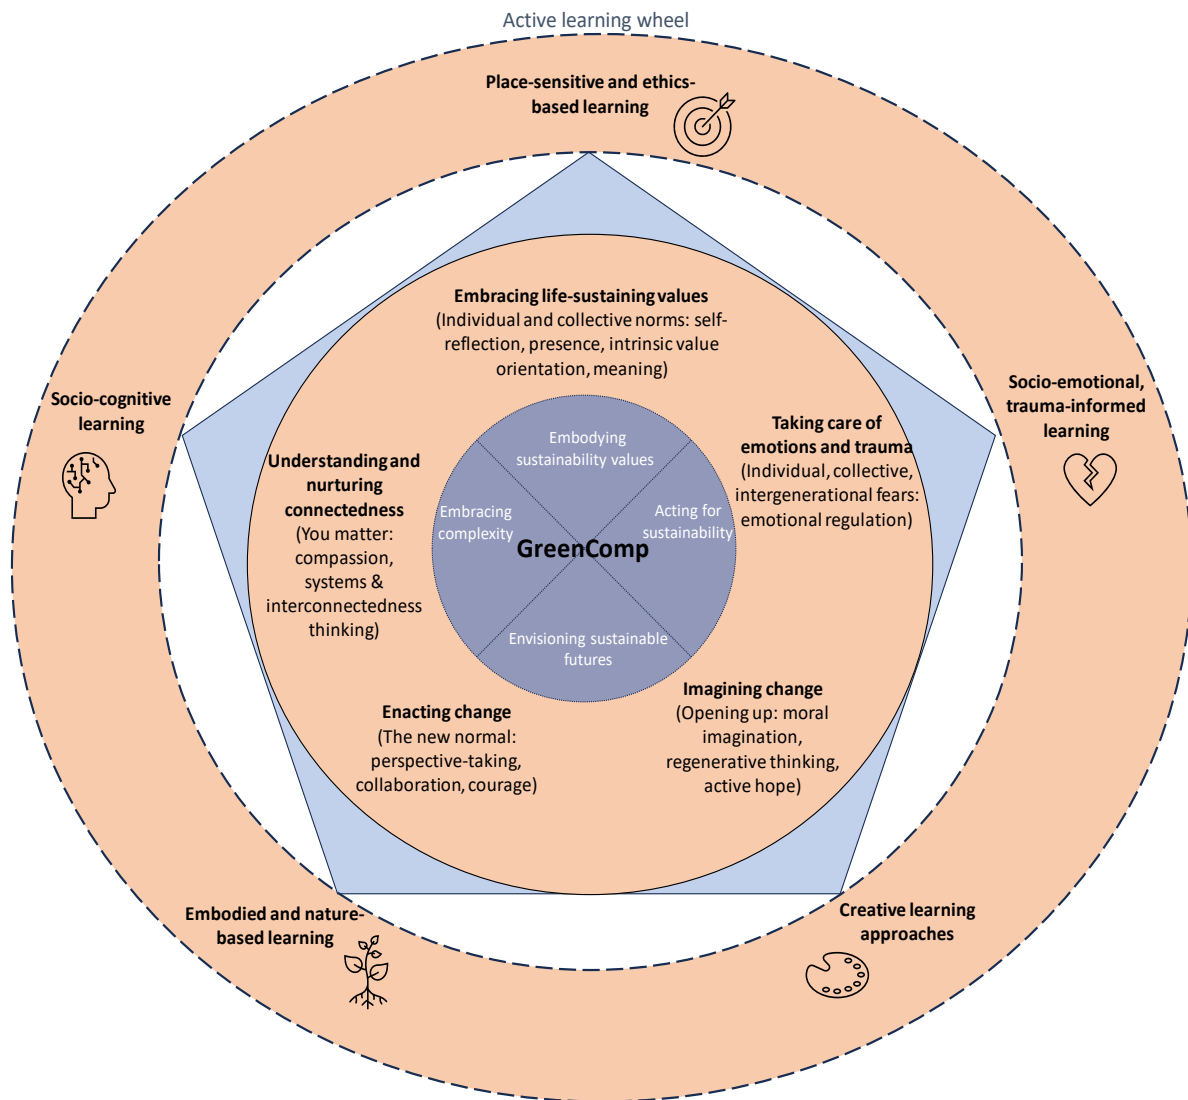 Active learning wheel
Place-sensitive and ethics-
based learning
Embracing life-sustaining values
(Individual and collective norms: self-
reflection, presence, intrinsic value
orientation, meaning)
Socio-cognitive
learning
Socio-emotional,
trauma-informed
learning
Taking care of
emotions and trauma
(Individual, collective,
intergenerational fears:
emotional regulation)
Understanding and
nurturing
connectedness
(You matter:
compassion,
systems &
interconnectedness
thinking)
Embodying
sustainability values
Embracing
complexity
Acting for
sustainability
GreenComp
Envisioning sustainable
futures
Imagining change
(Opening up: moral
imagination,
regenerative thinking,
active hope)
Enacting change
(The new normal:
perspective-taking,
collaboration, courage)
Embodied and nature-
based learning
Creative learning
approaches